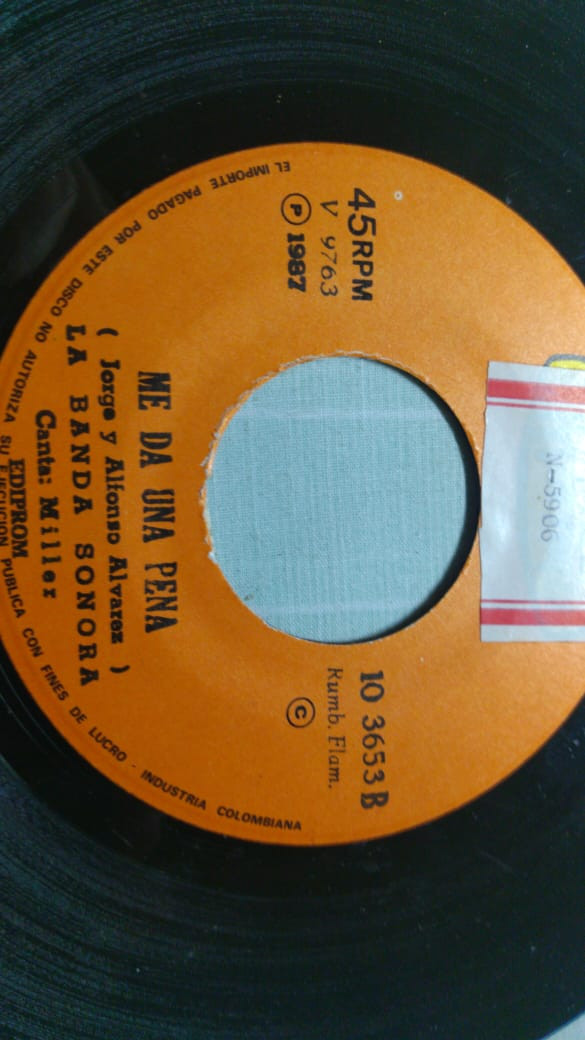 N-5906
45RPM
V 9763
Ⓟ 1987
10 3653 B
Rumb. Flam.
©
ME DA UNA PENA
( Jorge y Alfonso Alvarez )
LA BANDA SONORA
Canta: Miller
EDIPROM
EL IMPORTE PAGADO POR ESTE DISCO NO AUTORIZA SU EJECUCION PUBLICA CON FINES DE LUCRO - INDUSTRIA COLOMBIANA